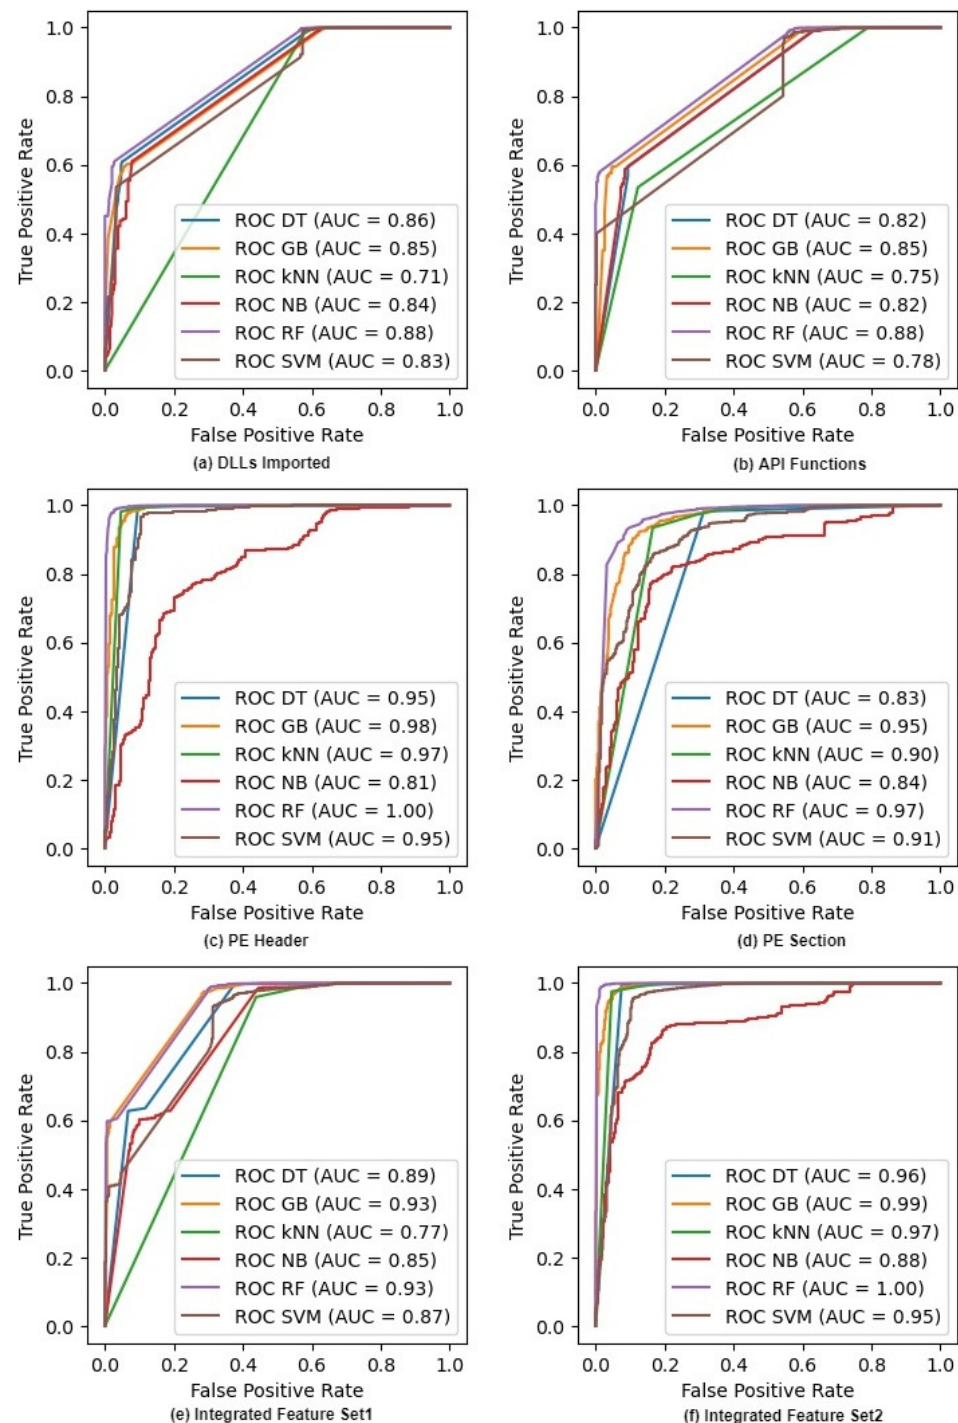 1.0
0.8
0.6
0.4
0.2
0.0
True Positive Rate
ROC DT (AUC = 0.86)
ROC GB (AUC = 0.85)
ROC kNN (AUC = 0.71)
ROC NB (AUC = 0.84)
ROC RF (AUC = 0.88)
ROC SVM (AUC = 0.83)
0.0 0.2 0.4 0.6 0.8 1.0
False Positive Rate
(a) DLLs Imported
1.0
0.8
0.6
0.4
0.2
0.0
True Positive Rate
ROC DT (AUC = 0.82)
ROC GB (AUC = 0.85)
ROC kNN (AUC = 0.75)
ROC NB (AUC = 0.82)
ROC RF (AUC = 0.88)
ROC SVM (AUC = 0.78)
0.0 0.2 0.4 0.6 0.8 1.0
False Positive Rate
(b) API Functions
1.0
0.8
0.6
0.4
0.2
0.0
True Positive Rate
ROC DT (AUC = 0.95)
ROC GB (AUC = 0.98)
ROC kNN (AUC = 0.97)
ROC NB (AUC = 0.81)
ROC RF (AUC = 1.00)
ROC SVM (AUC = 0.95)
0.0 0.2 0.4 0.6 0.8 1.0
False Positive Rate
(c) PE Header
1.0
0.8
0.6
0.4
0.2
0.0
True Positive Rate
ROC DT (AUC = 0.83)
ROC GB (AUC = 0.95)
ROC kNN (AUC = 0.90)
ROC NB (AUC = 0.84)
ROC RF (AUC = 0.97)
ROC SVM (AUC = 0.91)
0.0 0.2 0.4 0.6 0.8 1.0
False Positive Rate
(d) PE Section
1.0
0.8
0.6
0.4
0.2
0.0
True Positive Rate
ROC DT (AUC = 0.89)
ROC GB (AUC = 0.93)
ROC kNN (AUC = 0.77)
ROC NB (AUC = 0.85)
ROC RF (AUC = 0.93)
ROC SVM (AUC = 0.87)
0.0 0.2 0.4 0.6 0.8 1.0
False Positive Rate
(e) Integrated Feature Set1
1.0
0.8
0.6
0.4
0.2
0.0
True Positive Rate
ROC DT (AUC = 0.96)
ROC GB (AUC = 0.99)
ROC kNN (AUC = 0.97)
ROC NB (AUC = 0.88)
ROC RF (AUC = 1.00)
ROC SVM (AUC = 0.95)
0.0 0.2 0.4 0.6 0.8 1.0
False Positive Rate
(f) Integrated Feature Set2